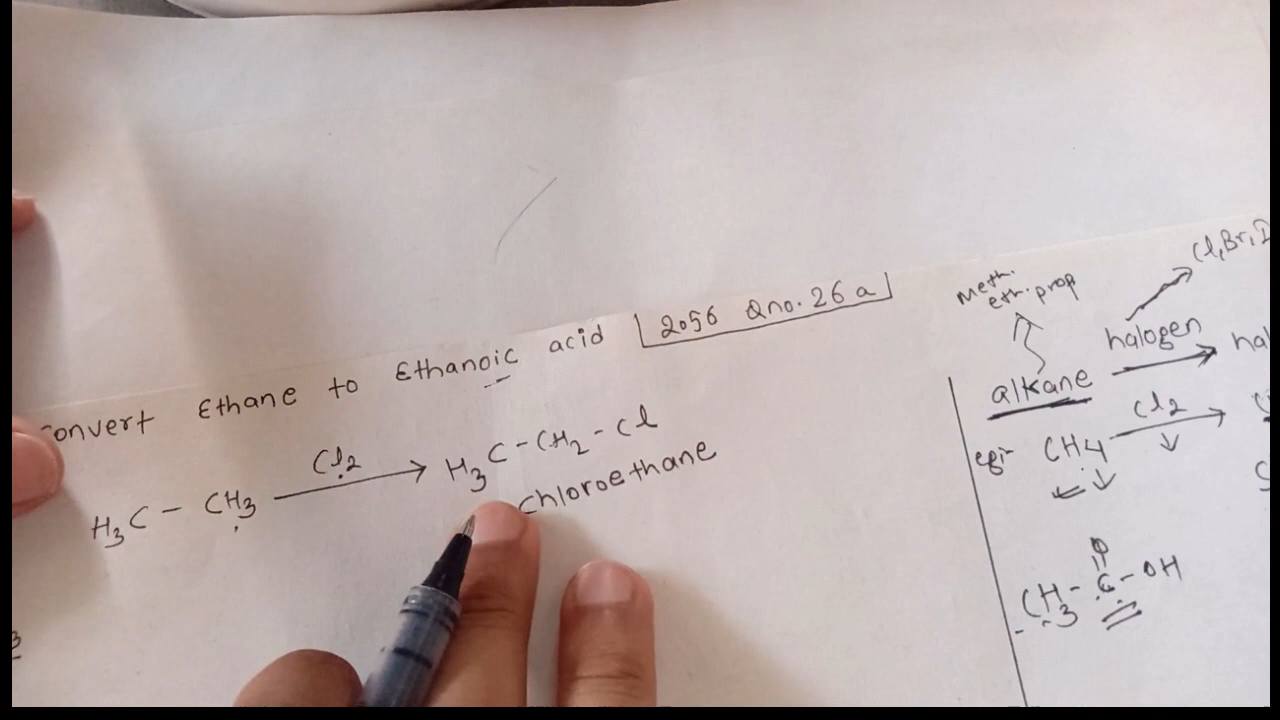 convert Ethane to Ethanoic acid 2056 Qno. 26 a
H3C - CH3 Cl2 → H3C - CH2 - Cl
Chloroethane
Meth. eth. prop
Cl, Br, I
alkane halogen →
eg:- CH4 Cl2 →
CH3 - C - OH
O